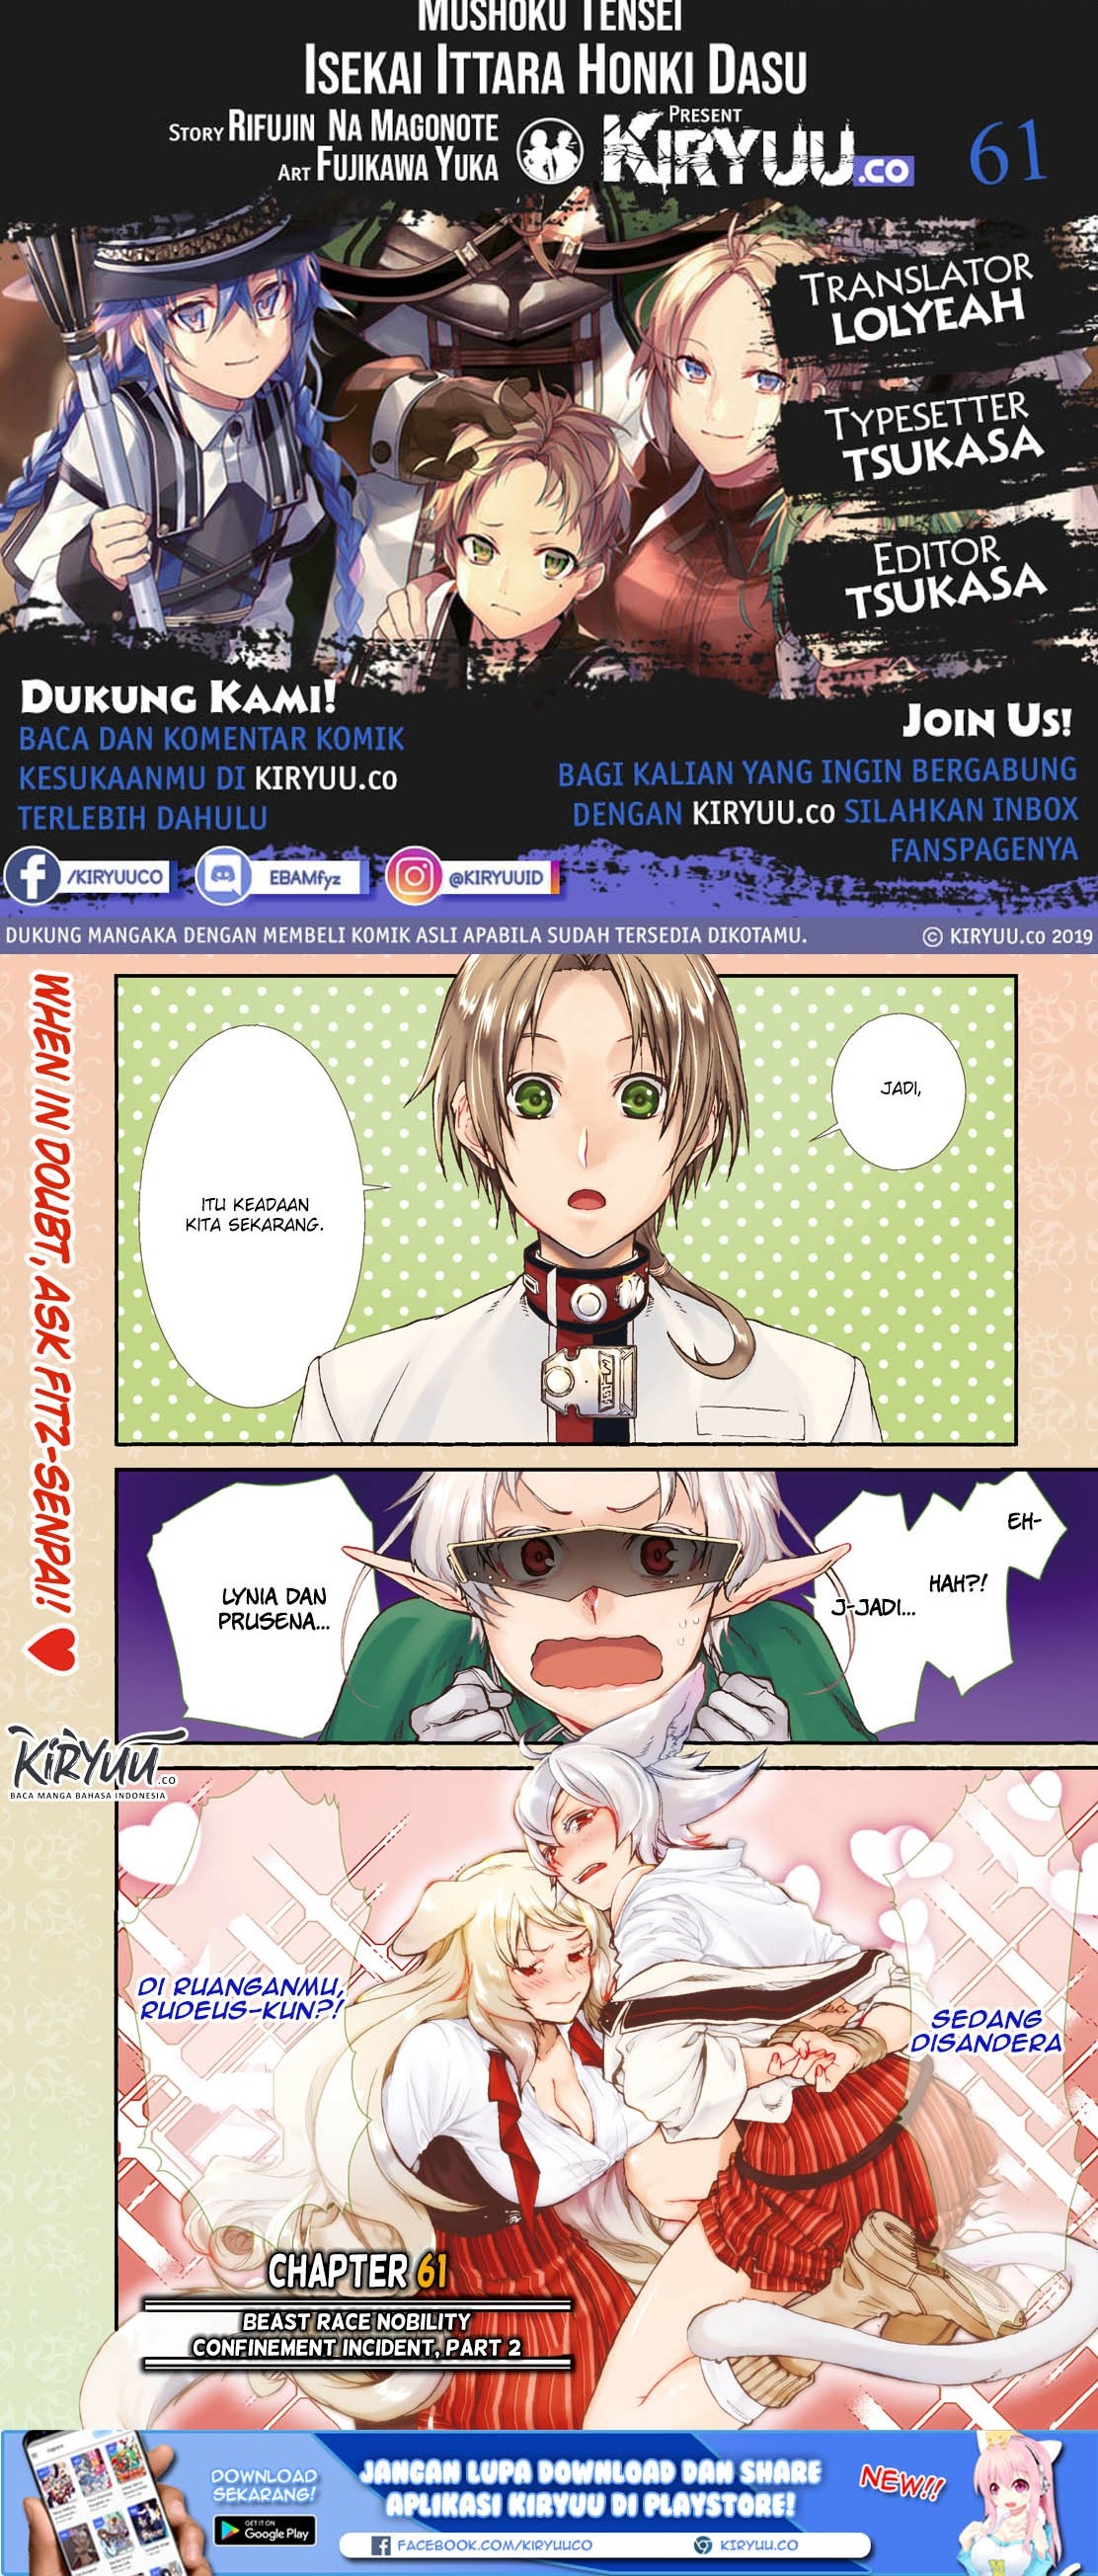 MUSHOKU TENSEI
ISEKAI ITTARA HONKI DASU
STORY RIFUJIN NA MAGONOTE
ART FUJIKAWA YUKA
PRESENT
KIRYUU.CO
61
TRANSLATOR
LOLYEAH
TYPESETTER
TSUKASA
EDITOR
TSUKASA
DUKUNG KAMI!
BACA DAN KOMENTAR KOMIK
KESUKAANMU DI KIRYUU.co
TERLEBIH DAHULU
JOIN US!
BAGI KALIAN YANG INGIN BERGABUNG
DENGAN KIRYUU.co SILAHKAN INBOX
FANSPAGENYA
/KIRYUUCO
EBAMfyz
@KIRYUUID
DUKUNG MANGAKA DENGAN MEMBELI KOMIK ASLI APABILA SUDAH TERSEDIA DIKOTAMU.
© KIRYUU.co 2019
WHEN IN DOUBT, ASK FITZ-SENPAI! ♥
JADI,
ITU KEADAAN
KITA SEKARANG.
EH-
HAH?!
J-JADI...
LYNIA DAN
PRUSENA...
KIRYUU.CO
BACA MANGA BAHASA INDONESIA
SEDANG
DISANDERA
DI RUANGANMU,
RUDEUS-KUN?!
CHAPTER 61
BEAST RACE NOBILITY
CONFINEMENT INCIDENT, PART 2
DOWNLOAD
SEKARANG!
GET IT ON
Google Play
JANGAN LUPA DOWNLOAD DAN SHARE
APLIKASI KIRYUU DI PLAYSTORE!
NEW!!
FACEBOOK.COM/KIRYUUCO
KIRYUU.CO